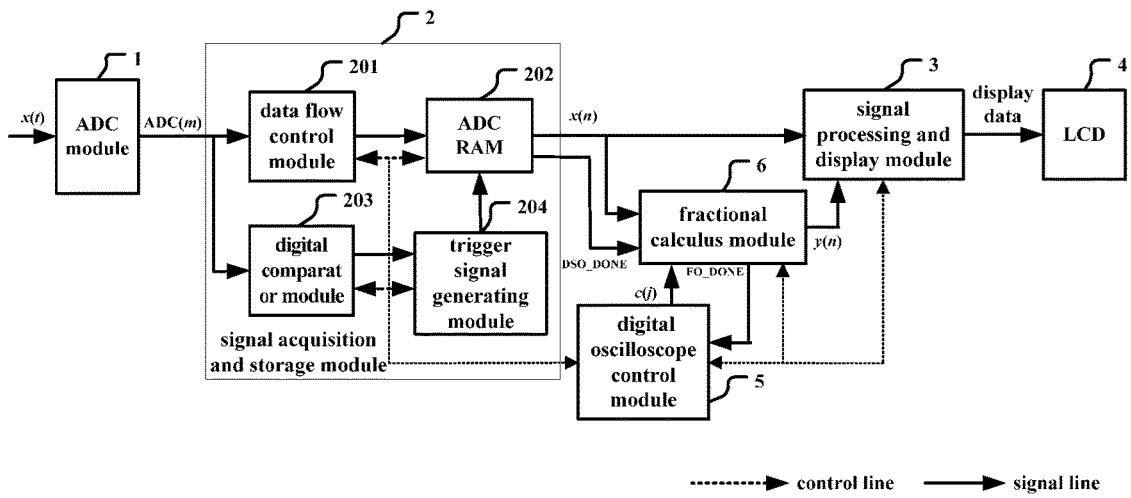 2
1
201
202
3
4
x(t)
ADC
module
ADC(m)
data flow
control
module
ADC
RAM
x(n)
signal
processing and
display module
display
data
LCD
6
203
204
digital
comparat
or module
trigger
signal
generating
module
DSO_DONE
fractional
calculus module
y(n)
FO_DONE
c(j)
signal acquisition
and storage module
digital
oscilloscope
control
module
5
control line
signal line